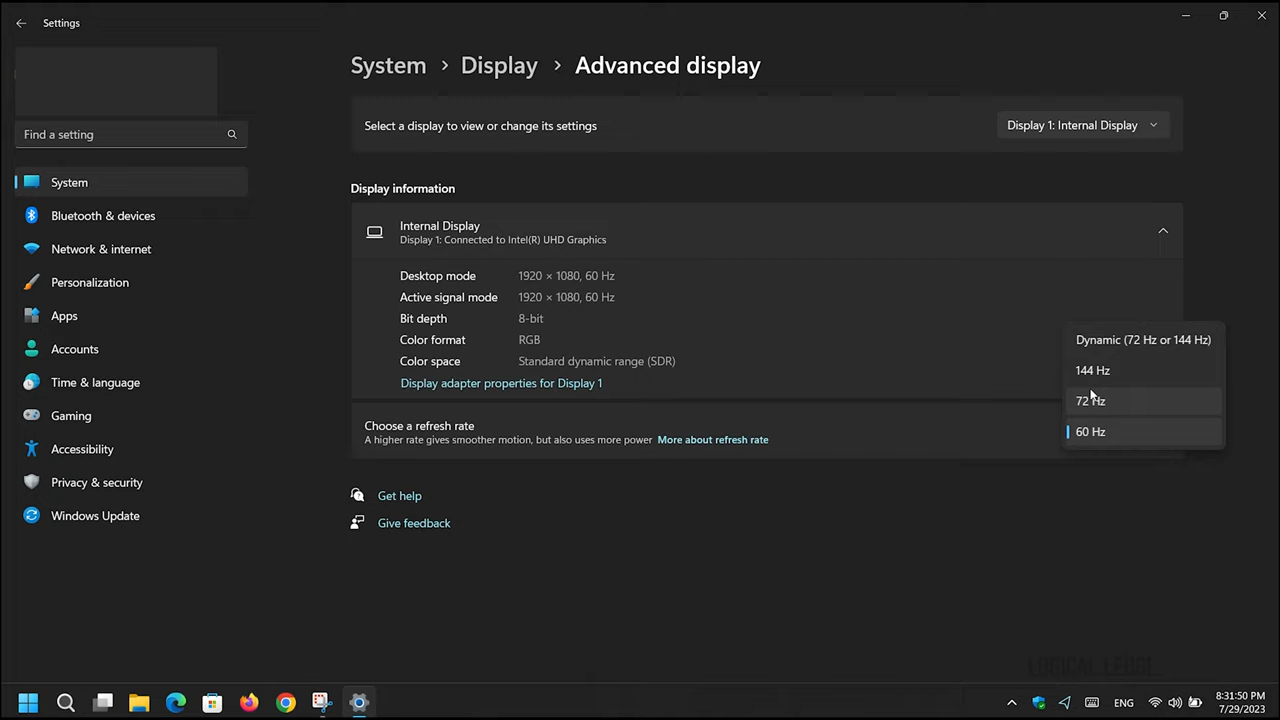 Settings
System > Display > Advanced display
Find a setting
Select a display to view or change its settings
Display 1: Internal Display
System
Bluetooth & devices
Network & internet
Personalization
Apps
Accounts
Time & language
Gaming
Accessibility
Privacy & security
Windows Update
Display information
Internal Display
Display 1: Connected to Intel(R) UHD Graphics
Desktop mode 1920 × 1080, 60 Hz
Active signal mode 1920 × 1080, 60 Hz
Bit depth 8-bit
Color format RGB
Color space Standard dynamic range (SDR)
Display adapter properties for Display 1
Choose a refresh rate
A higher rate gives smoother motion, but also uses more power More about refresh rate
Dynamic (72 Hz or 144 Hz)
144 Hz
72 Hz
60 Hz
Get help
Give feedback
ENG
8:31:50 PM
7/29/2023